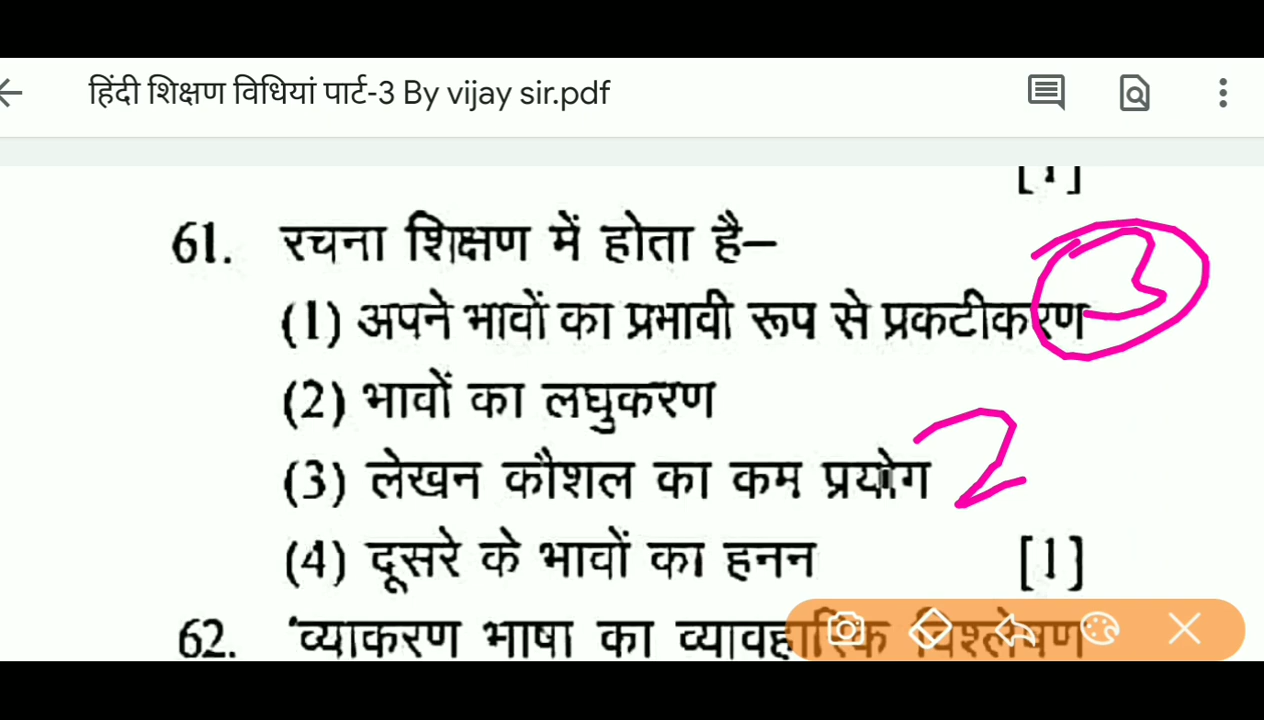 हिंदी शिक्षण विधियां पार्ट-3 By vijay sir.pdf
[1]
61. रचना शिक्षण में होता है—
3
(1) अपने भावों का प्रभावी रूप से प्रकटीकरण
(2) भावों का लघुकरण
(3) लेखन कौशल का कम प्रयोग 2
(4) दूसरे के भावों का हनन [1]
62. 'व्याकरण भाषा का व्यावहारिक विश्लेषण